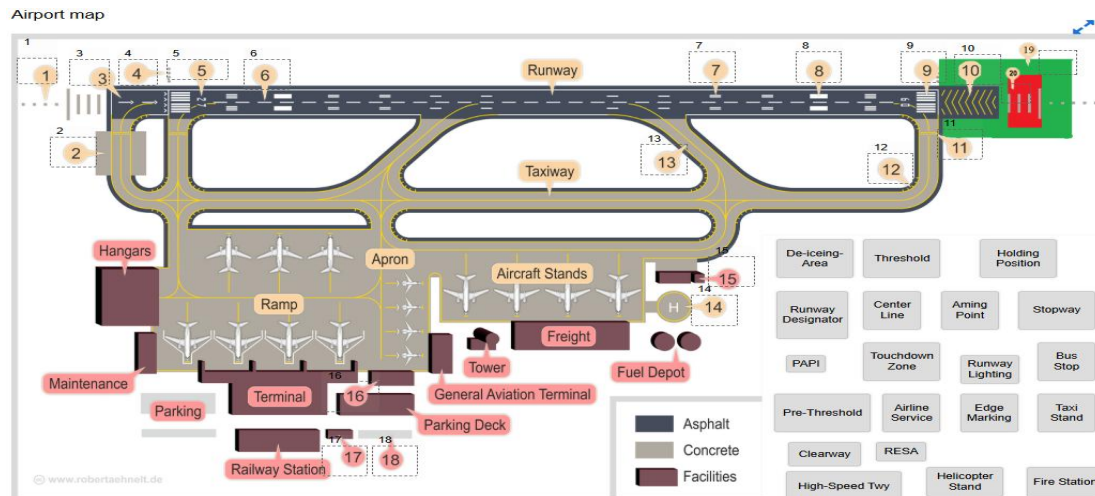 Airport map
1
3
4
5
6
7
8
9
10
19
1
3
4
5
6
Runway
7
8
9
10
20
27
09
2
2
11
11
13
13
12
12
Taxiway
Hangars
Apron
Aircraft Stands
15
15
Ramp
14
14
H
Freight
Maintenance
Tower
Fuel Depot
General Aviation Terminal
Terminal
16
16
Parking
Parking Deck
17
17
18
18
Railway Station
Asphalt
Concrete
Facilities
© www.robertaehnelt.de
De-iceing-
Area
Threshold
Holding
Position
Runway
Designator
Center
Line
Aming
Point
Stopway
PAPI
Touchdown
Zone
Runway
Lighting
Bus
Stop
Pre-Threshold
Airline
Service
Edge
Marking
Taxi
Stand
Clearway
RESA
High-Speed Twy
Helicopter
Stand
Fire Station